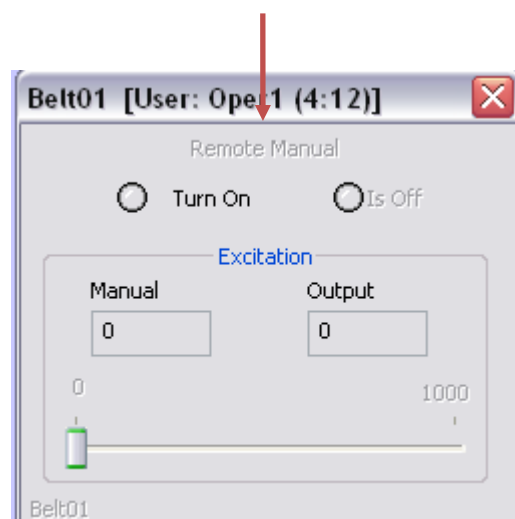 Belt01 [User: Oper1 (4:12)]
Remote Manual
Turn On Is Off
Excitation
Manual Output
0 0
0 1000
Belt01